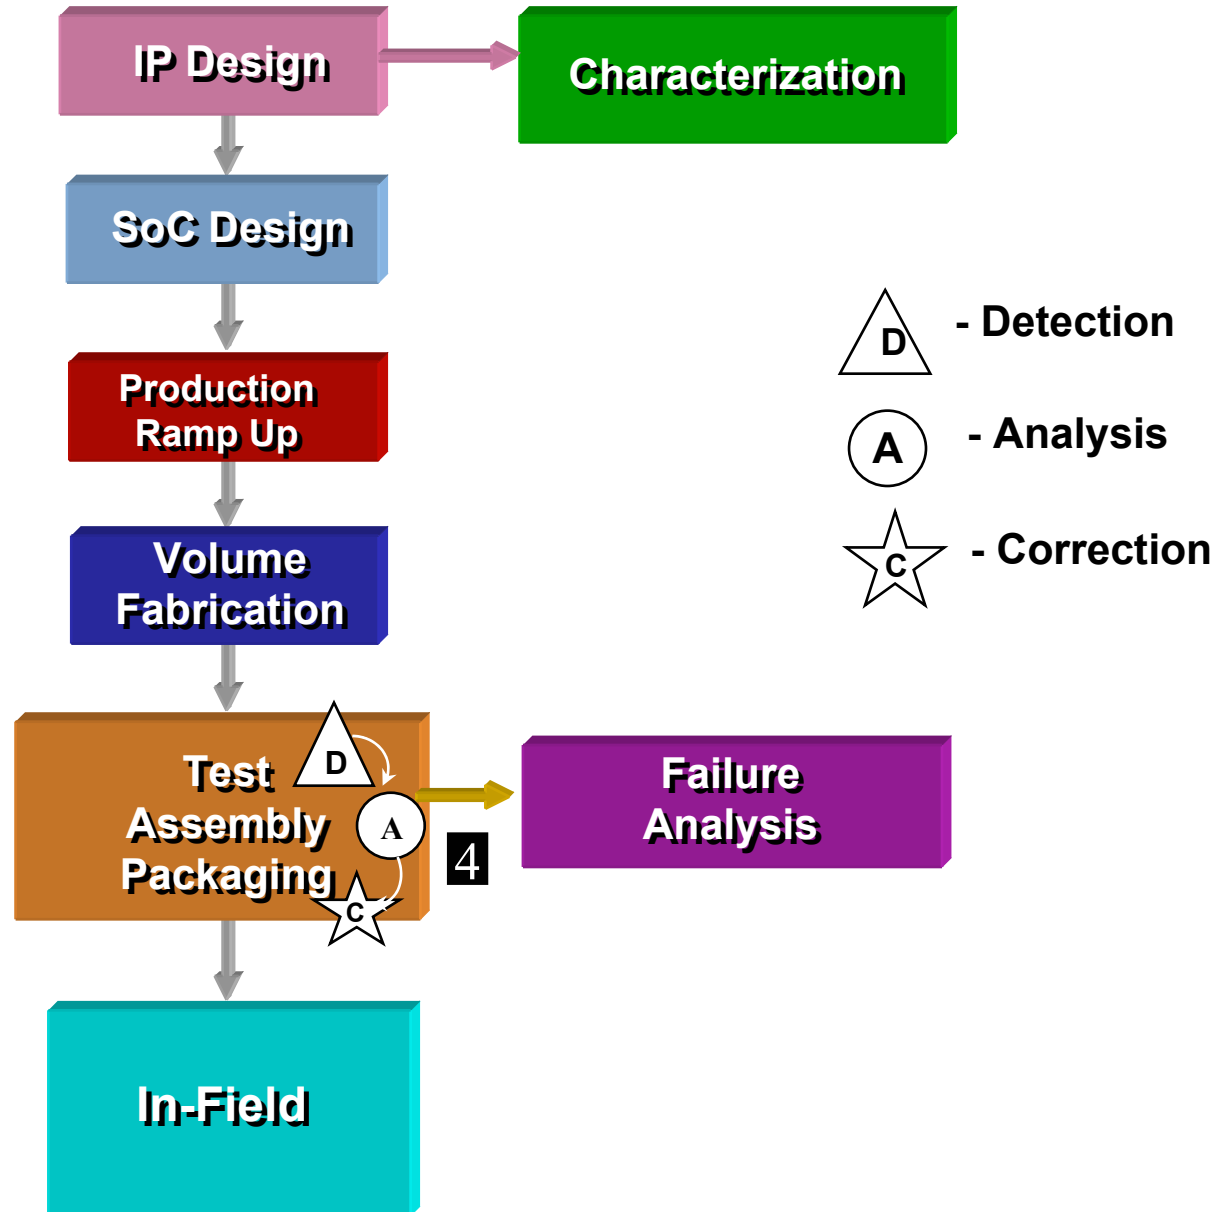 IP Design
Characterization
SoC Design
Production
Ramp Up
D
- Detection
A
- Analysis
C
- Correction
Volume
Fabrication
Test
Assembly
Packaging
D
A
C
4
Failure
Analysis
In-Field